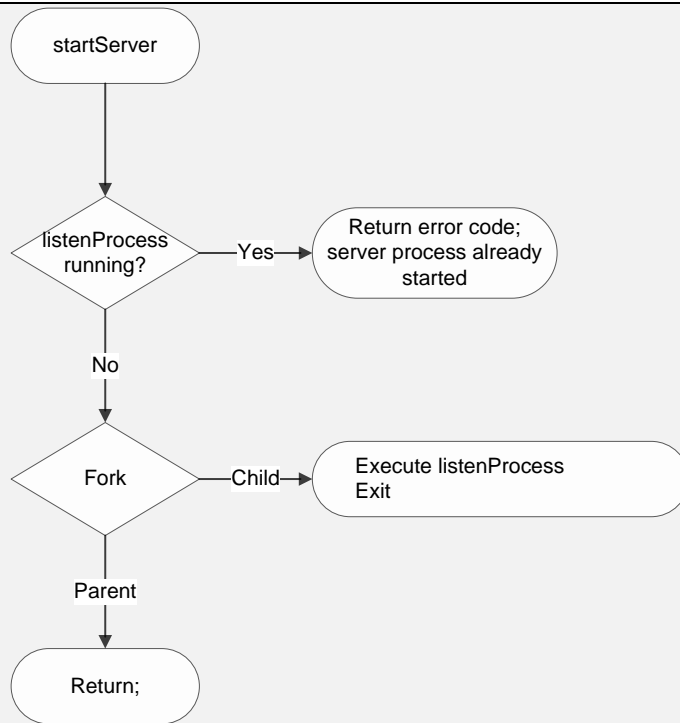 startServer
listenProcess
running?
Yes
Return error code;
server process already
started
No
Fork
Child
Execute listenProcess
Exit
Parent
Return;